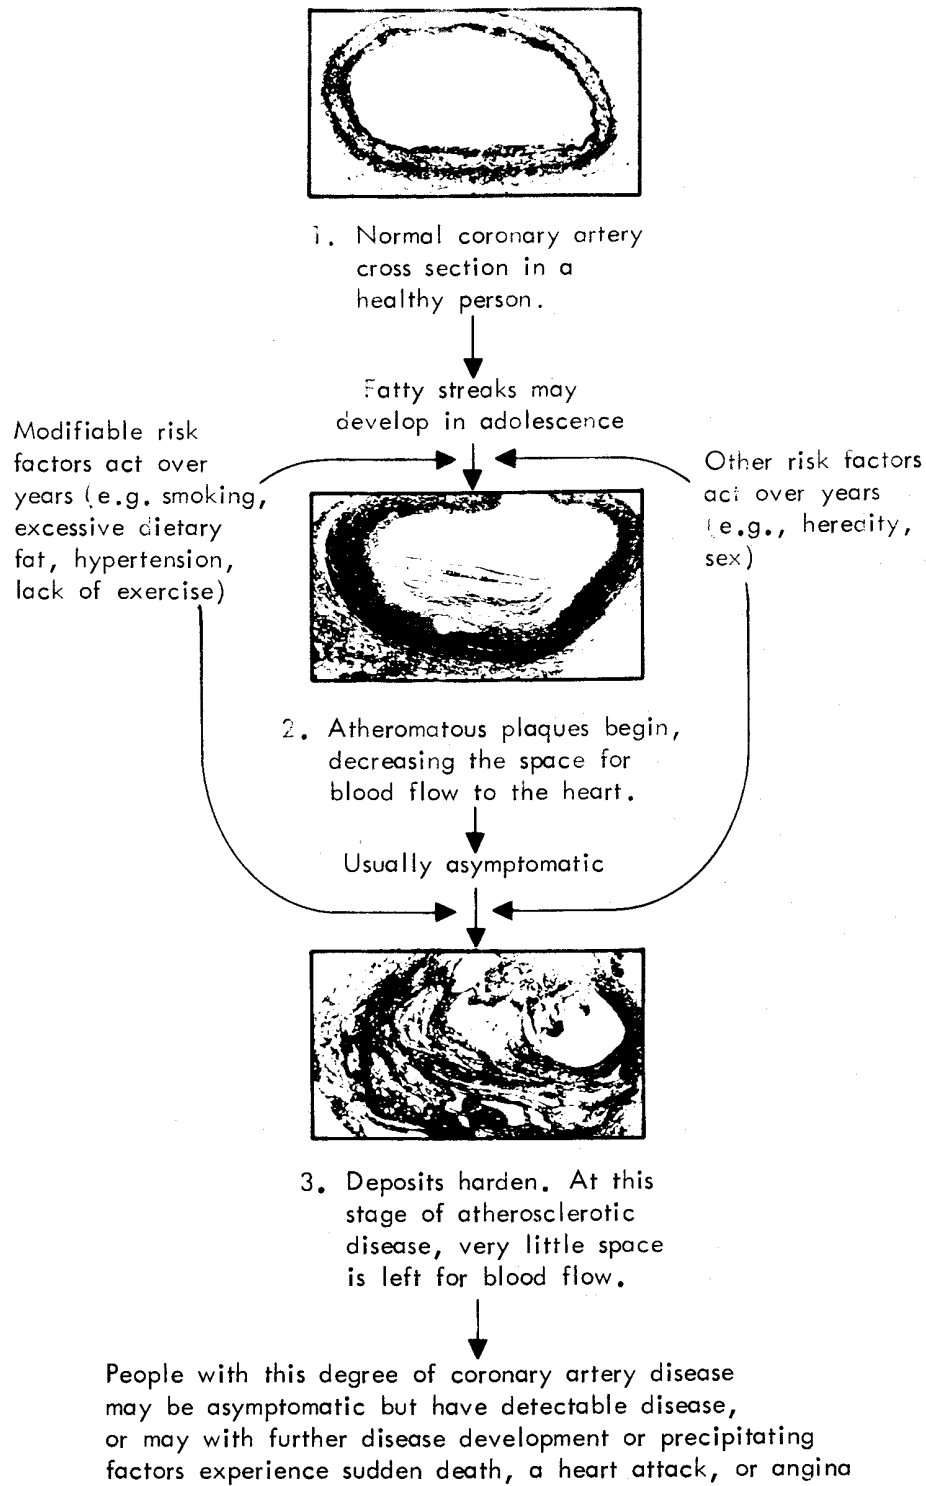 1. Normal coronary artery
cross section in a
healthy person.
Fatty streaks may
develop in adolescence
Modifiable risk
factors act over
years (e.g. smoking,
excessive dietary
fat, hypertension,
lack of exercise)
Other risk factors
act over years
(e.g., heredity,
sex)
2. Atheromatous plaques begin,
decreasing the space for
blood flow to the heart.
Usually asymptomatic
3. Deposits harden. At this
stage of atherosclerotic
disease, very little space
is left for blood flow.
People with this degree of coronary artery disease
may be asymptomatic but have detectable disease,
or may with further disease development or precipitating
factors experience sudden death, a heart attack, or angina